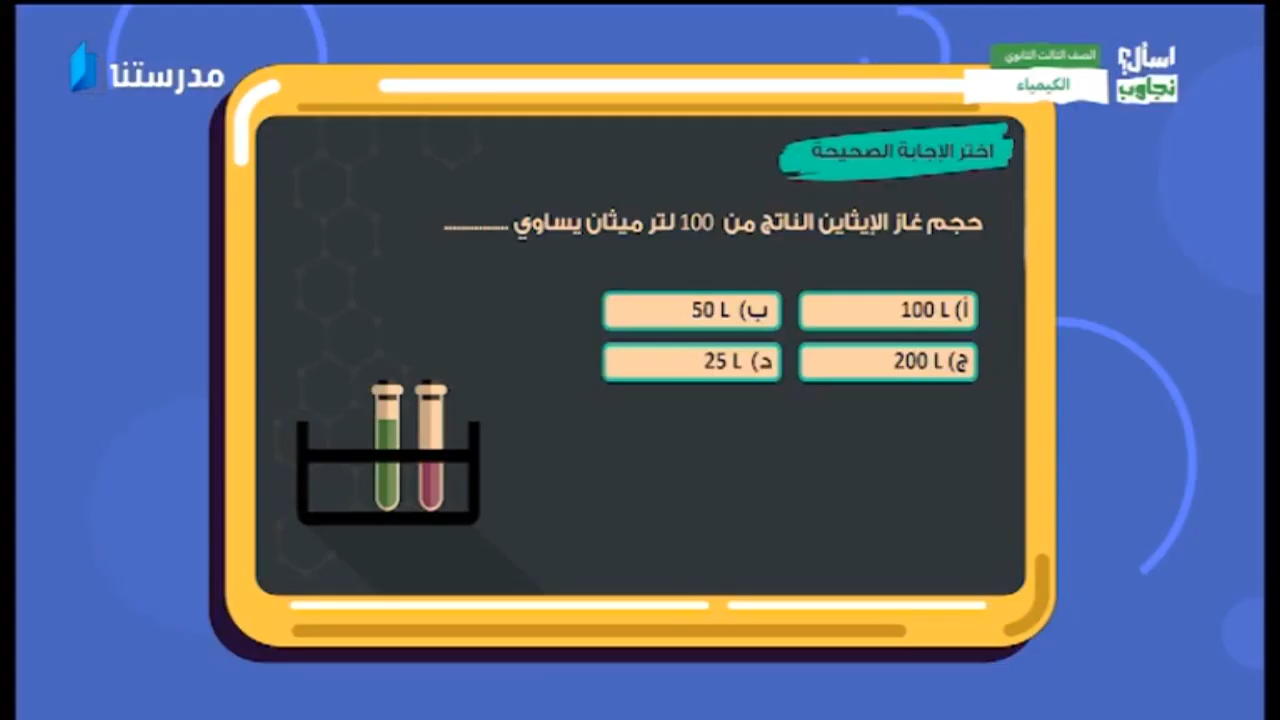 مدرستنا
اسأل؟
نجاوب
الصف الثالث الثانوي
الكيمياء
اختر الإجابة الصحيحة
حجم غاز الإيثاين الناتج من 100 لتر ميثان يساوي ...............
أ) 100 L
ب) 50 L
ج) 200 L
د) 25 L